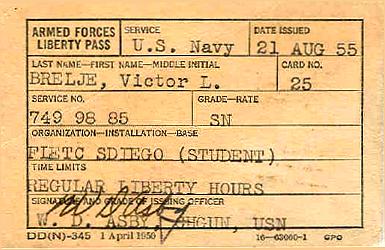 ARMED FORCES LIBERTY PASS
SERVICE
U.S. Navy
DATE ISSUED
21 AUG 55
LAST NAME—FIRST NAME—MIDDLE INITIAL
BRELJE, Victor L.
CARD NO.
25
SERVICE NO.
749 98 85
GRADE—RATE
SN
ORGANIZATION—INSTALLATION—BASE
FLETC SDIEGO (STUDENT)
TIME LIMITS
REGULAR LIBERTY HOURS
SIGNATURE AND GRADE OF ISSUING OFFICER
W. USN
DD(N)-345 1 April 1950 16—63060-1 GPO